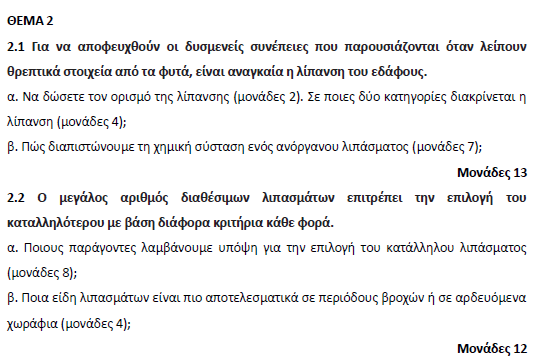 ΘΕΜΑ 2
2.1 Για να αποφευχθούν οι δυσμενείς συνέπειες που παρουσιάζονται όταν λείπουν
θρεπτικά στοιχεία από τα φυτά, είναι αναγκαία η λίπανση του εδάφους.
α. Να δώσετε τον ορισμό της λίπανσης (μονάδες 2). Σε ποιες δύο κατηγορίες διακρίνεται η
λίπανση (μονάδες 4);
β. Πώς διαπιστώνουμε τη χημική σύσταση ενός ανόργανου λιπάσματος (μονάδες 7);
Μονάδες 13
2.2 Ο μεγάλος αριθμός διαθέσιμων λιπασμάτων επιτρέπει την επιλογή του
καταλληλότερου με βάση διάφορα κριτήρια κάθε φορά.
α. Ποιους παράγοντες λαμβάνουμε υπόψη για την επιλογή του κατάλληλου λιπάσματος
(μονάδες 8);
β. Ποια είδη λιπασμάτων είναι πιο αποτελεσματικά σε περιόδους βροχών ή σε αρδευόμενα
χωράφια (μονάδες 4);
Μονάδες 12